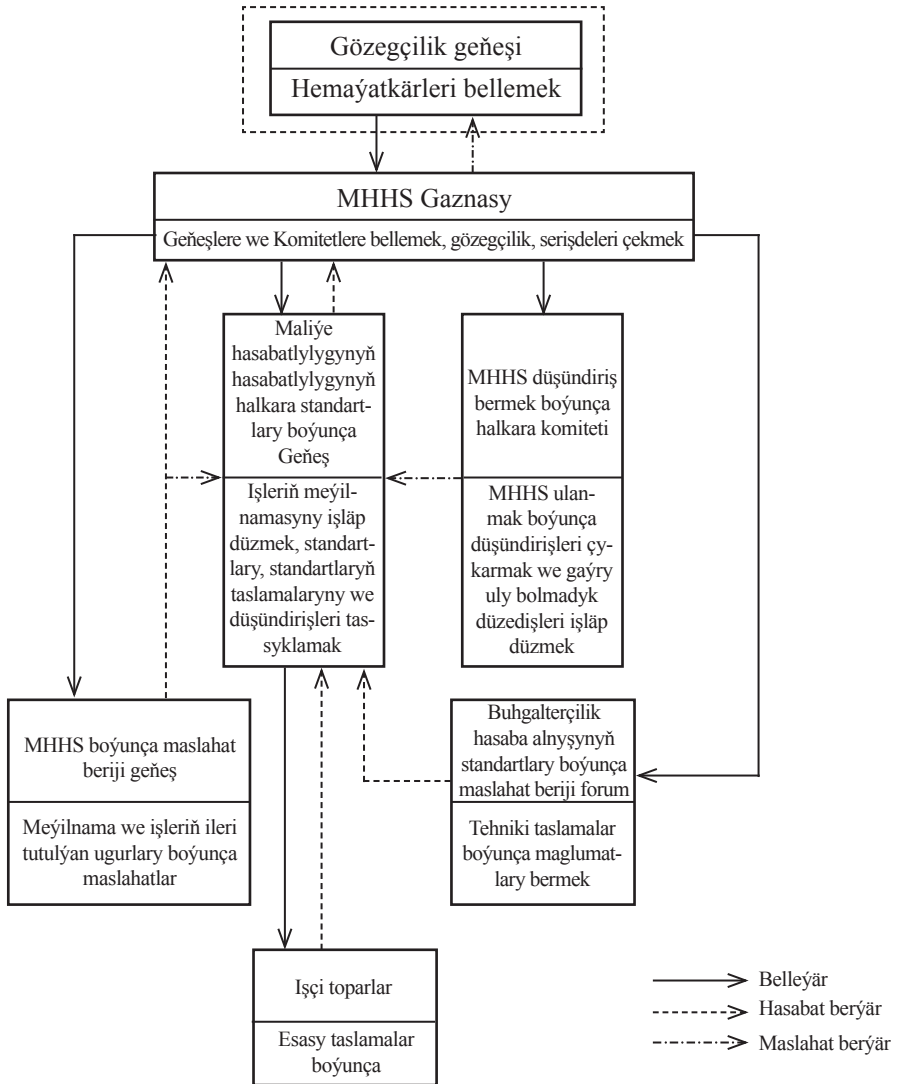 Gözegçilik geňeşi
Hemaýatkärleri bellemek
MHHS Gaznasy
Geňeşlere we Komitetlere bellemek, gözegçilik, serişdeleri çekmek
Maliýe
hasabatlylygynyň
hasabatlylygynyň
halkara standart-
lary boýunça
Geňeş
Işleriň meýil-
namasyny işläp
düzmek, standart-
lary, standartlaryň
taslamalaryny we
düşündirişleri tas-
syklamak
MHHS düşündiriş
bermek boýunça
halkara komiteti
MHHS ulan-
mak boýunça
düşündirişleri çy-
karmak we gaýry
uly bolmadyk
düzedişleri işläp
düzmek
MHHS boýunça maslahat
beriji geňeş
Meýilnama we işleriň ileri
tutulýan ugurlary boýunça
maslahatlar
Buhgalterçilik
hasaba alnyşynyň
standartlary boýunça
maslahat beriji forum
Tehniki taslamalar
boýunça maglumat-
lary bermek
Işçi toparlar
Esasy taslamalar
boýunça
Belleýär
Hasabat berýär
Maslahat berýär